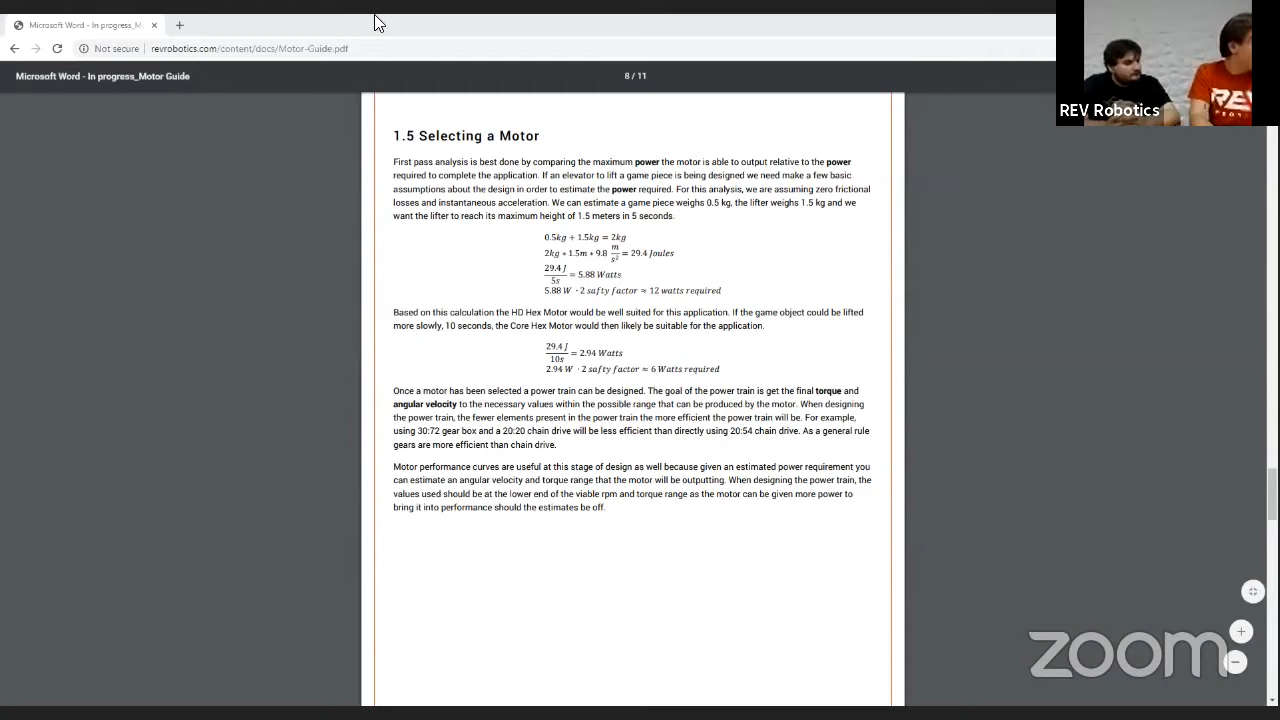 Microsoft Word - In progress_M
Not secure | revrobotics.com/content/docs/Motor-Guide.pdf
Microsoft Word - In progress_Motor Guide
8 / 11
REV Robotics
1.5 Selecting a Motor
First pass analysis is best done by comparing the maximum power the motor is able to output relative to the power
required to complete the application. If an elevator to lift a game piece is being designed we need make a few basic
assumptions about the design in order to estimate the power required. For this analysis, we are assuming zero frictional
losses and instantaneous acceleration. We can estimate a game piece weighs 0.5 kg, the lifter weighs 1.5 kg and we
want the lifter to reach its maximum height of 1.5 meters in 5 seconds.
0.5kg + 1.5kg = 2kg
2kg * 1.5m * 9.8 m/s² = 29.4 Joules
29.4 J/5s = 5.88 Watts
5.88 W · 2 safty factor ≈ 12 watts required
Based on this calculation the HD Hex Motor would be well suited for this application. If the game object could be lifted
more slowly, 10 seconds, the Core Hex Motor would then likely be suitable for the application.
29.4 J/10s = 2.94 Watts
2.94 W · 2 safty factor ≈ 6 Watts required
Once a motor has been selected a power train can be designed. The goal of the power train is get the final torque and
angular velocity to the necessary values within the possible range that can be produced by the motor. When designing
the power train, the fewer elements present in the power train the more efficient the power train will be. For example,
using 30:72 gear box and a 20:20 chain drive will be less efficient than directly using 20:54 chain drive. As a general rule
gears are more efficient than chain drive.
Motor performance curves are useful at this stage of design as well because given an estimated power requirement you
can estimate an angular velocity and torque range that the motor will be outputting. When designing the power train, the
values used should be at the lower end of the viable rpm and torque range as the motor can be given more power to
bring it into performance should the estimates be off.
zoom